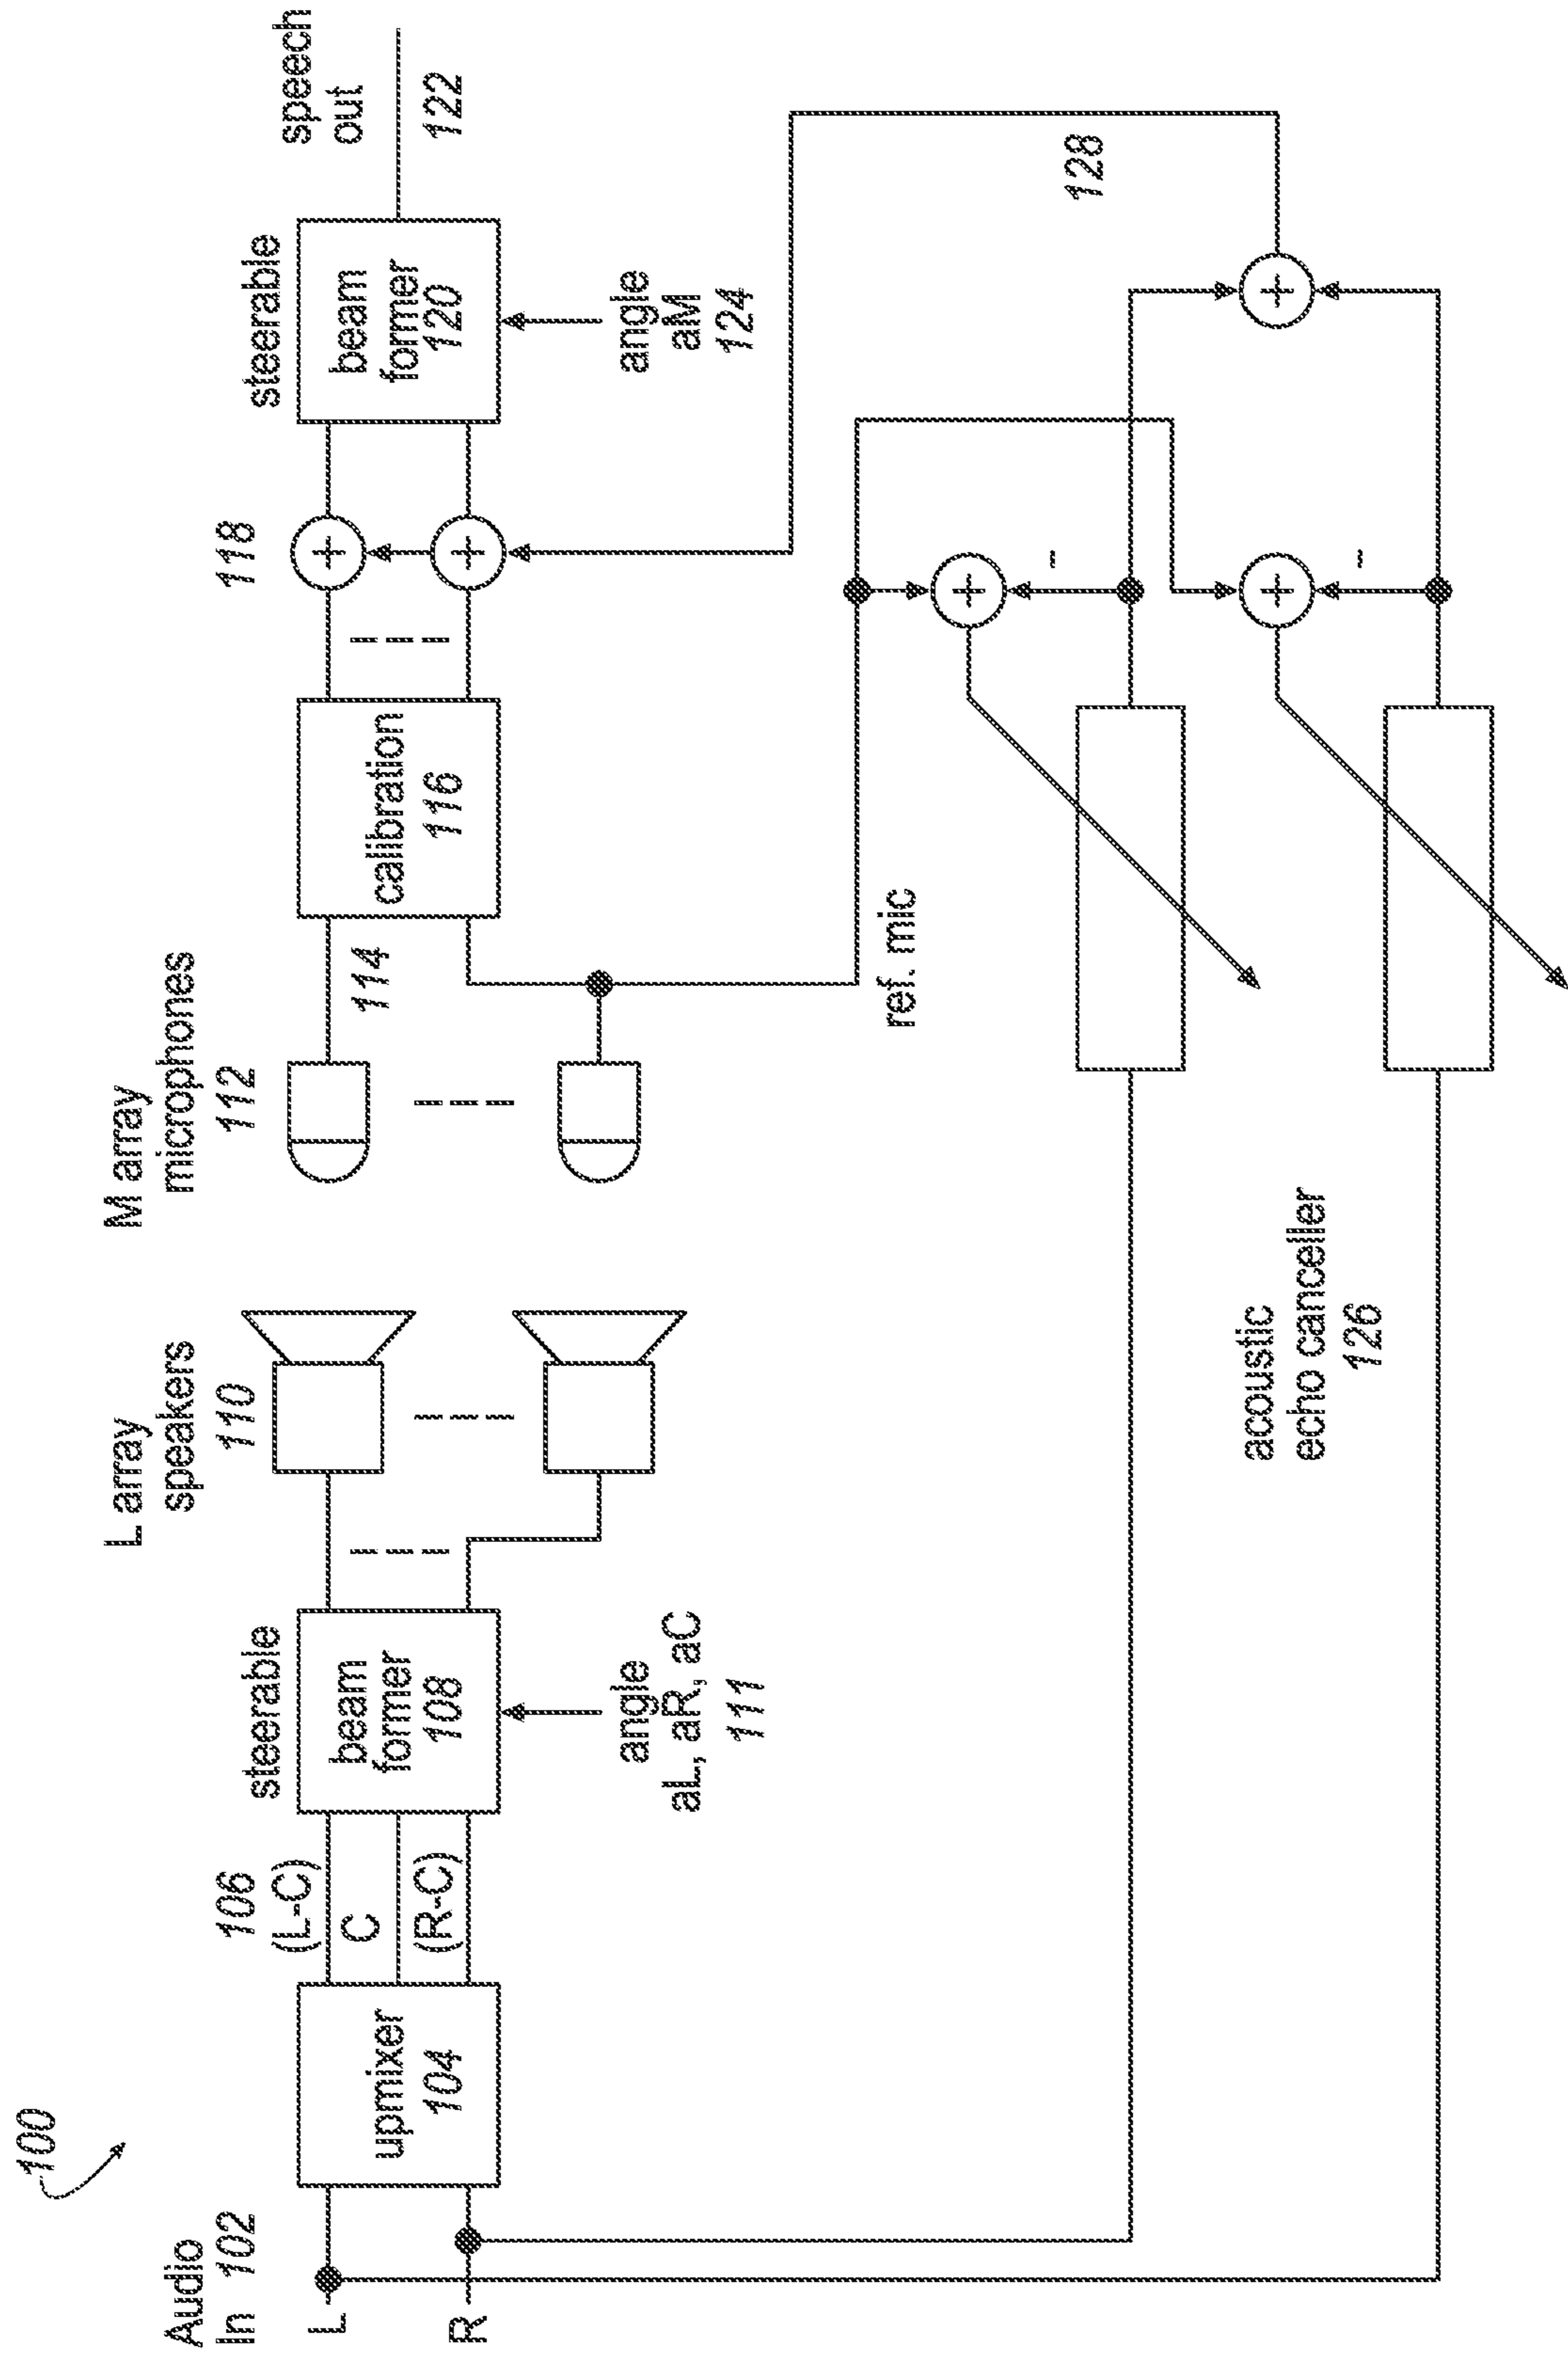 100
Audio
In 102
L
R
upmixer
104
106
(L-C)
C
(R-C)
steerable
beam
former
108
angle
aL, aR, aC
111
L array
speakers
110
M array
microphones
112
114
calibration
116
118
+
+
steerable
beam
former
120
angle
aM
124
speech
out
122
ref. mic
+
-
+
-
+
128
acoustic
echo canceller
126